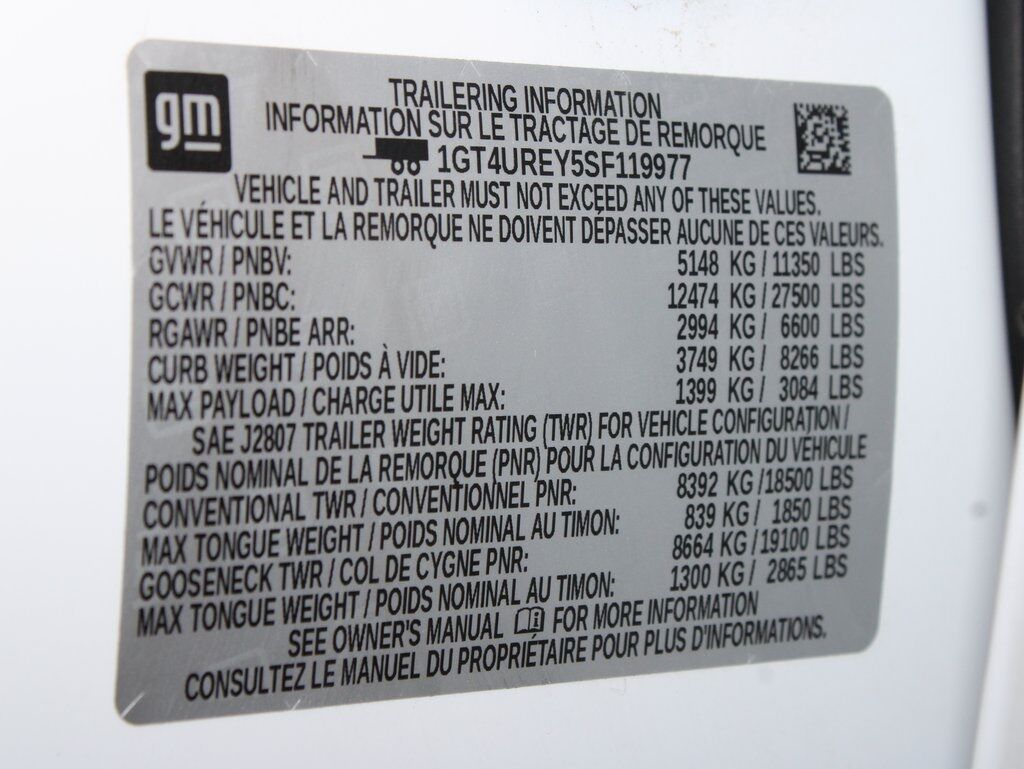 gm
TRAILERING INFORMATION
INFORMATION SUR LE TRACTAGE DE REMORQUE
1GT4UREY5SF119977
VEHICLE AND TRAILER MUST NOT EXCEED ANY OF THESE VALUES.
LE VÉHICULE ET LA REMORQUE NE DOIVENT DÉPASSER AUCUNE DE CES VALEURS.
GVWR / PNBV: 5148 KG / 11350 LBS
GCWR / PNBC: 12474 KG / 27500 LBS
RGAWR / PNBE ARR: 2994 KG / 6600 LBS
CURB WEIGHT / POIDS À VIDE: 3749 KG / 8266 LBS
MAX PAYLOAD / CHARGE UTILE MAX: 1399 KG / 3084 LBS
SAE J2807 TRAILER WEIGHT RATING (TWR) FOR VEHICLE CONFIGURATION /
POIDS NOMINAL DE LA REMORQUE (PNR) POUR LA CONFIGURATION DU VÉHICULE
CONVENTIONAL TWR / CONVENTIONNEL PNR: 8392 KG / 18500 LBS
MAX TONGUE WEIGHT / POIDS NOMINAL AU TIMON: 839 KG / 1850 LBS
GOOSENECK TWR / COL DE CYGNE PNR: 8664 KG / 19100 LBS
MAX TONGUE WEIGHT / POIDS NOMINAL AU TIMON: 1300 KG / 2865 LBS
SEE OWNER'S MANUAL FOR MORE INFORMATION
CONSULTEZ LE MANUEL DU PROPRIÉTAIRE POUR PLUS D'INFORMATIONS.